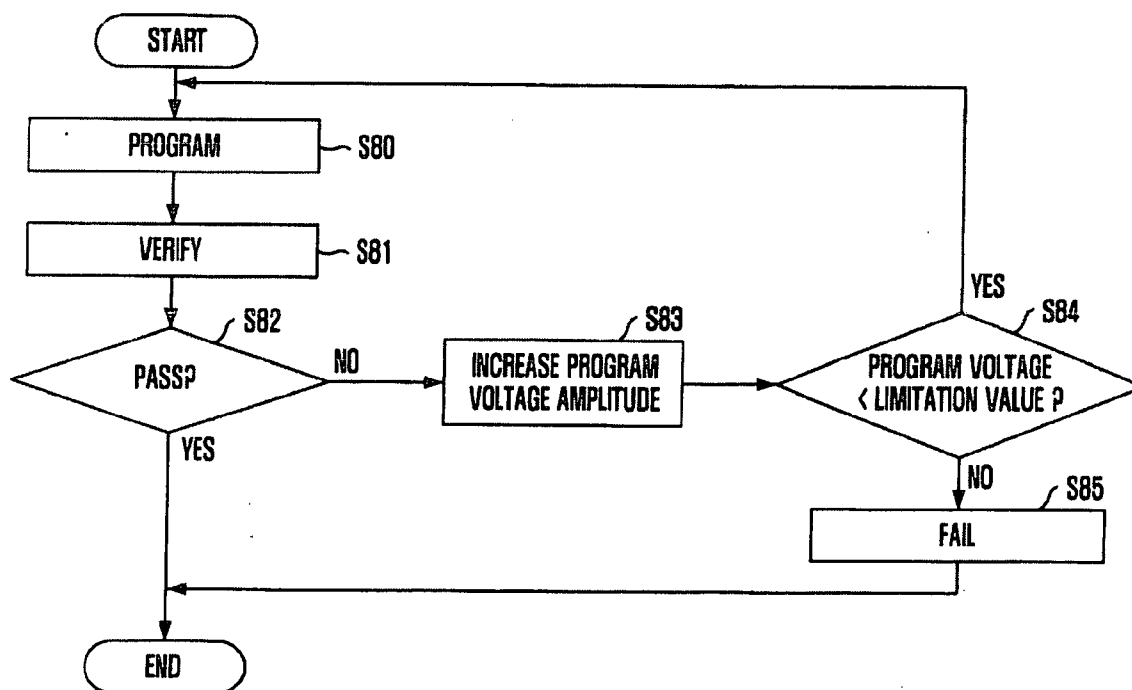 START
PROGRAM
S80
VERIFY
S81
S82
PASS?
NO
YES
S83
INCREASE PROGRAM
VOLTAGE AMPLITUDE
YES
S84
PROGRAM VOLTAGE
< LIMITATION VALUE ?
NO
S85
FAIL
END